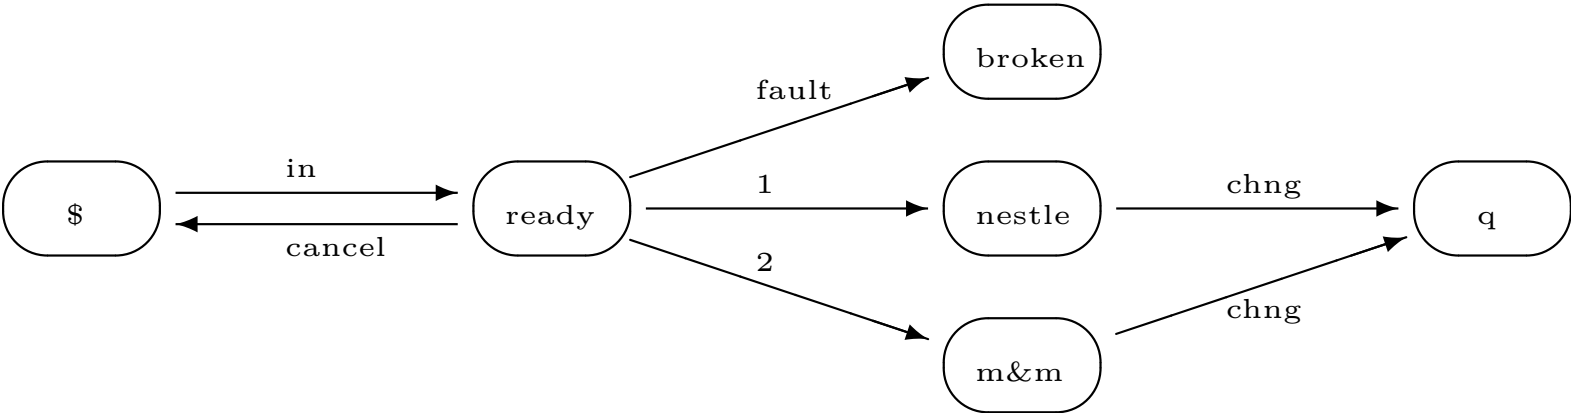 broken
fault
in
1
chng
$
ready
nestle
q
cancel
2
chng
m&m